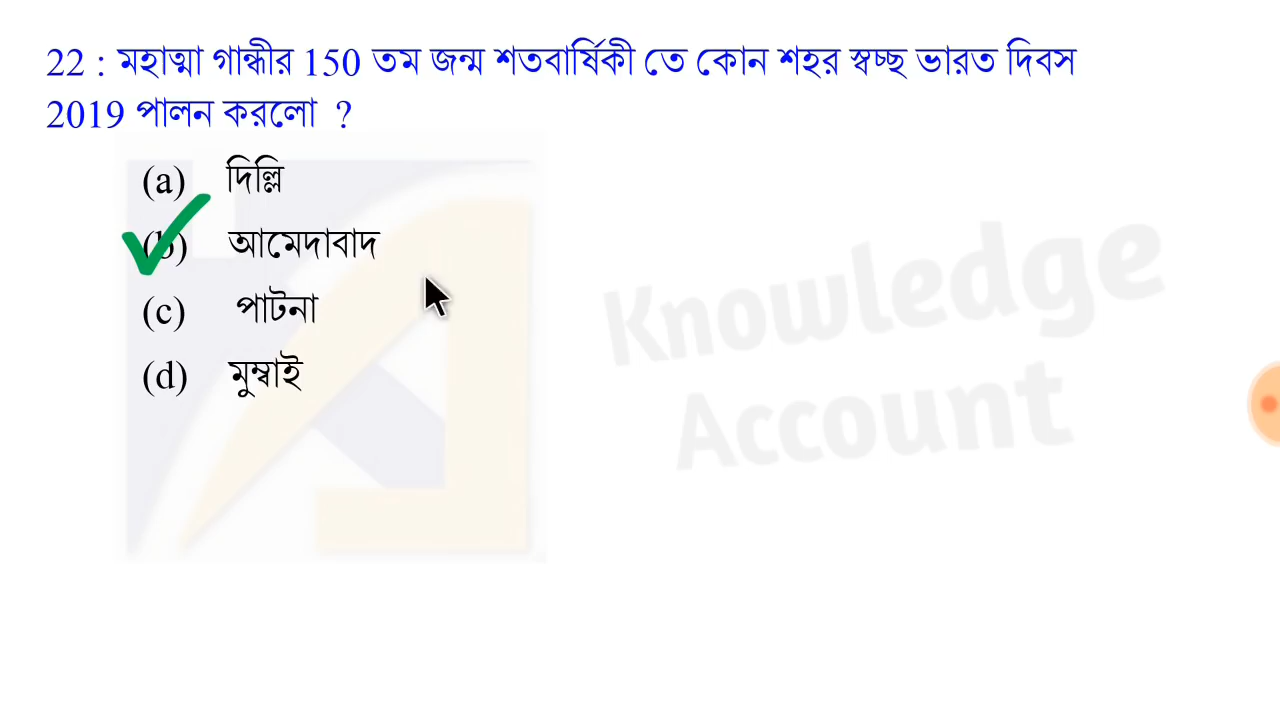 22 : মহাত্মা গান্ধীর 150 তম জন্ম শতবার্ষিকী তে কোন শহর স্বচ্ছ ভারত দিবস
2019 পালন করলো ?
(a) দিল্লি
(b) আমেদাবাদ
(c) পাটনা
(d) মুম্বাই
Knowledge
Account